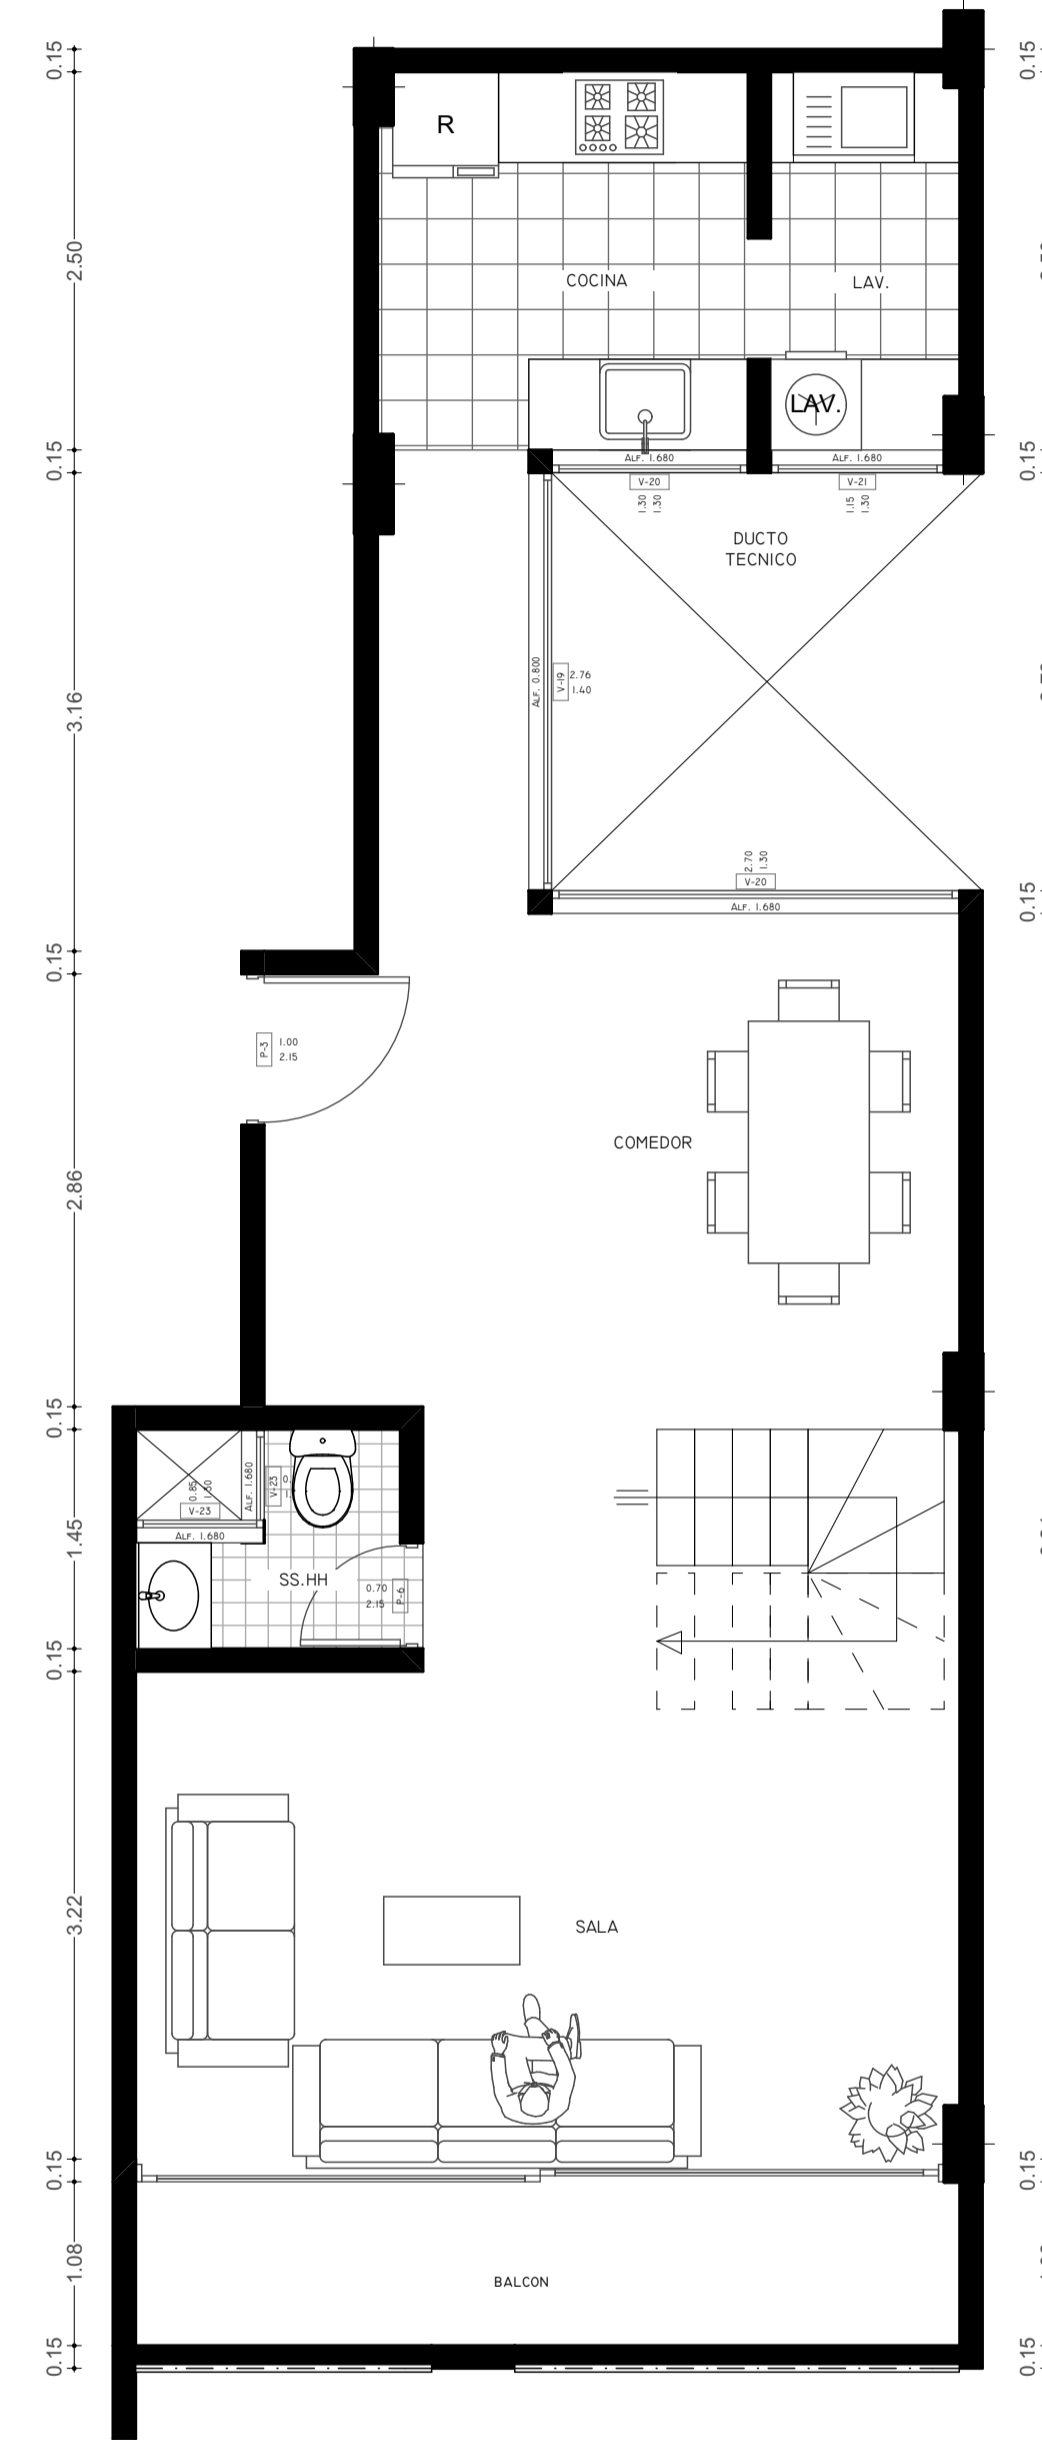 0.15
0.15
R
2.50
COCINA
LAV.
LAV.
0.15
ALF. 1.680
ALF. 1.680
0.15
V-20
V-21
1.30
1.30
1.15
1.30
DUCTO
TECNICO
ALF. 0.800
V-19
2.76
1.40
3.16
2.70
1.30
V-20
ALF. 1.680
0.15
0.15
P-3
1.00
2.15
COMEDOR
2.86
0.15
0.85
1.30
V-23
ALF. 1.680
V-23
ALF. 1.680
1.45
SS.HH
0.70
2.15
P-6
0.15
3.22
SALA
0.15
0.15
1.08
BALCON
0.15
0.15